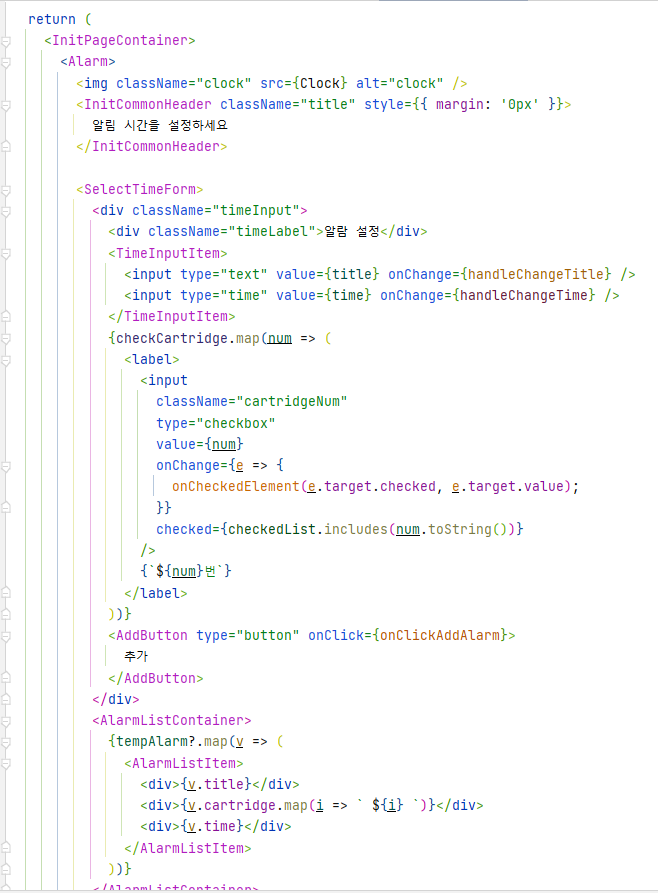 return (
<InitPageContainer>
<Alarm>
<img className="clock" src={Clock} alt="clock" />
<InitCommonHeader className="title" style={{ margin: '0px' }}>
알림 시간을 설정하세요
</InitCommonHeader>
<SelectTimeForm>
<div className="timeInput">
<div className="timeLabel">알람 설정</div>
<TimeInputItem>
<input type="text" value={title} onChange={handleChangeTitle} />
<input type="time" value={time} onChange={handleChangeTime} />
</TimeInputItem>
{checkCartridge.map(num => (
<label>
<input
className="cartridgeNum"
type="checkbox"
value={num}
onChange={e => {
onCheckedElement(e.target.checked, e.target.value);
}}
checked={checkedList.includes(num.toString())}
/>
{`${num}번`}
</label>
))}
<AddButton type="button" onClick={onClickAddAlarm}>
추가
</AddButton>
</div>
<AlarmListContainer>
{tempAlarm?.map(v => (
<AlarmListItem>
<div>{v.title}</div>
<div>{v.cartridge.map(i => ` ${i} `)}</div>
<div>{v.time}</div>
</AlarmListItem>
))}
</AlarmListContainer>